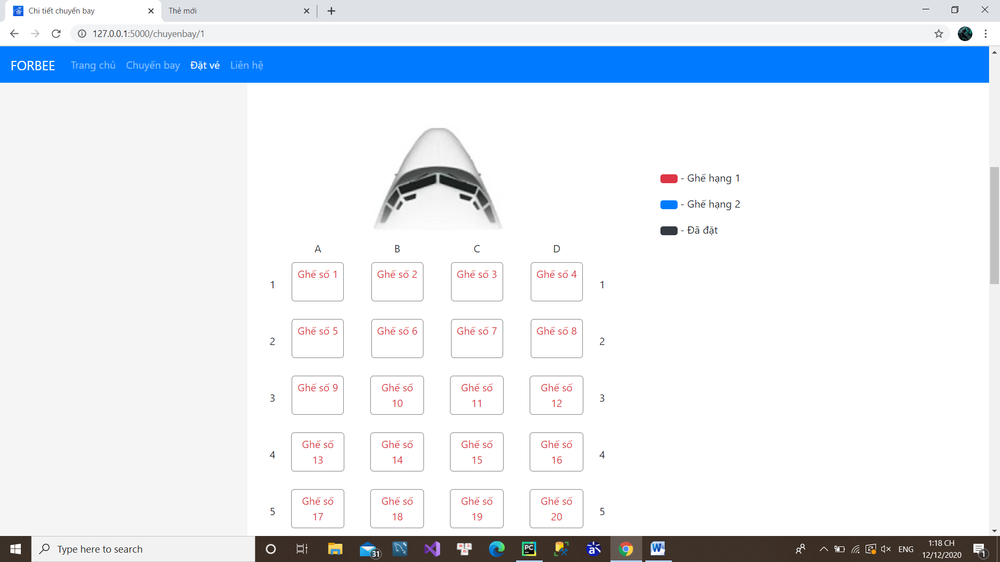 Chi tiết chuyến bay
Thẻ mới
127.0.0.1:5000/chuyenbay/1
FORBEE Trang chủ Chuyến bay Đặt vé Liên hệ
- Ghế hạng 1
- Ghế hạng 2
- Đã đặt
A B C D
1 Ghế số 1 Ghế số 2 Ghế số 3 Ghế số 4 1
2 Ghế số 5 Ghế số 6 Ghế số 7 Ghế số 8 2
3 Ghế số 9 Ghế số 10 Ghế số 11 Ghế số 12 3
4 Ghế số 13 Ghế số 14 Ghế số 15 Ghế số 16 4
5 Ghế số 17 Ghế số 18 Ghế số 19 Ghế số 20 5
Type here to search
31
PC
ENG
1:18 CH
12/12/2020
1